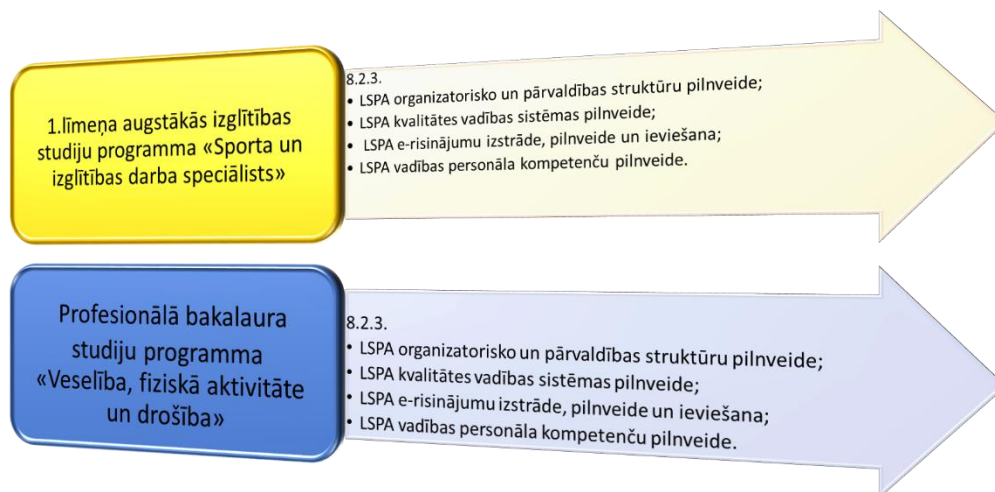 1.līmeņa augstākās izglītības
studiju programma «Sporta un
izglītības darba speciālists»
8.2.3.
• LSPA organizatorisko un pārvaldības struktūru pilnveide;
• LSPA kvalitātes vadības sistēmas pilnveide;
• LSPA e-risinājumu izstrāde, pilnveide un ieviešana;
• LSPA vadības personāla kompetenču pilnveide.
Profesionālā bakalaura
studiju programma
«Veselība, fiziskā aktivitāte
un drošība»
8.2.3.
• LSPA organizatorisko un pārvaldības struktūru pilnveide;
• LSPA kvalitātes vadības sistēmas pilnveide;
• LSPA e-risinājumu izstrāde, pilnveide un ieviešana;
• LSPA vadības personāla kompetenču pilnveide.